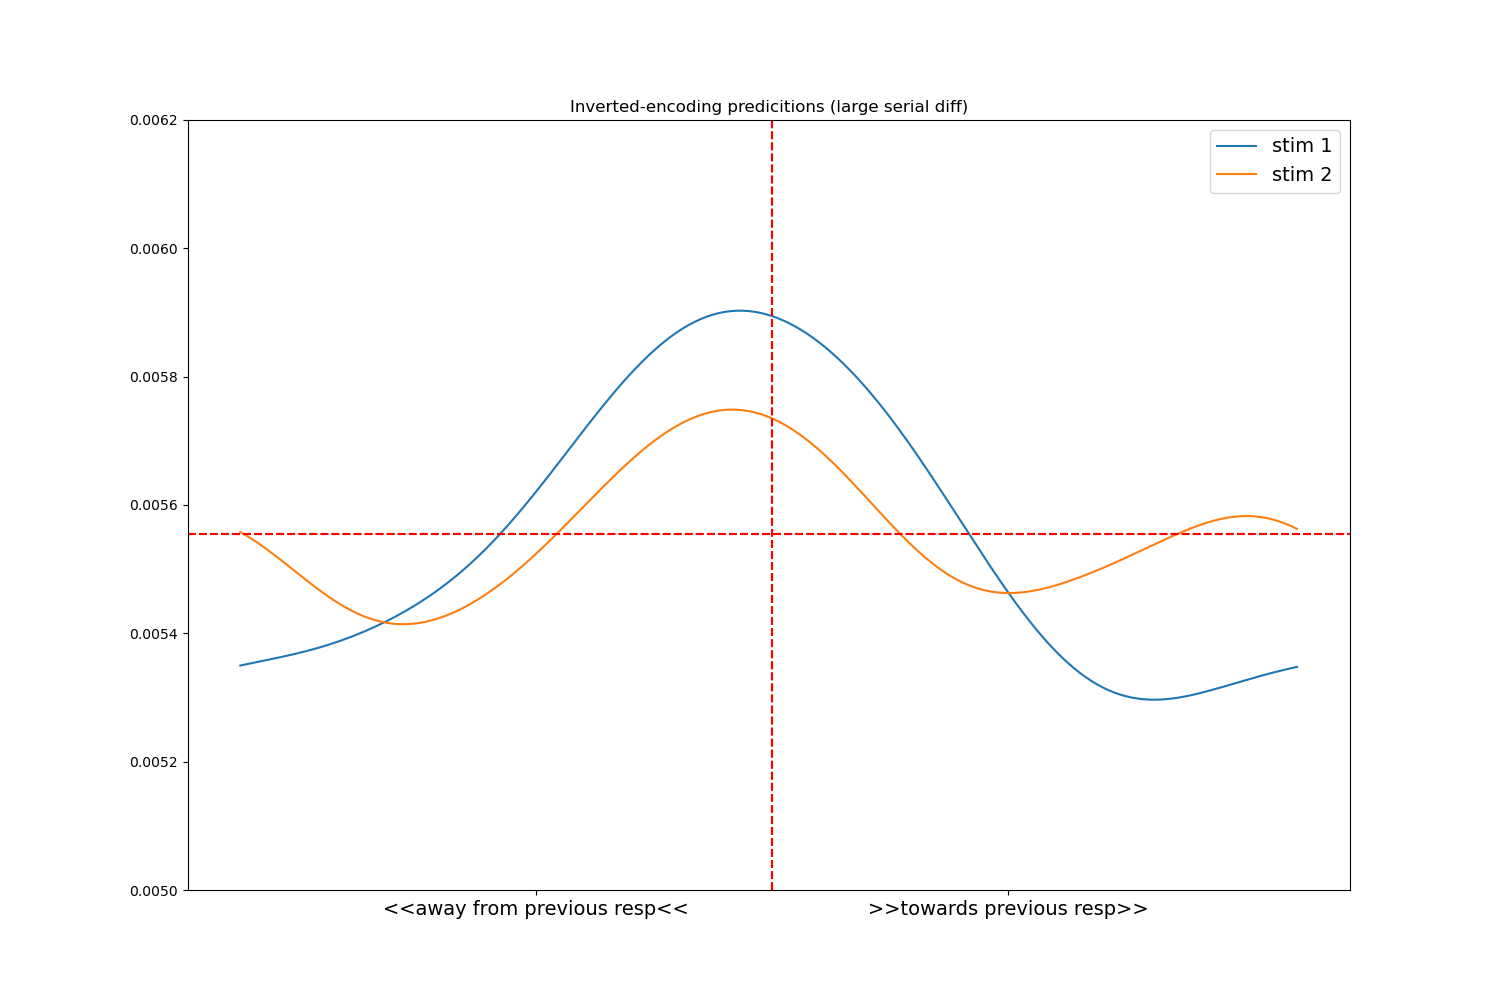 Inverted-encoding predicitions (large serial diff)
0.0062
0.0060
0.0058
0.0056
0.0054
0.0052
0.0050
stim 1
stim 2
<<away from previous resp<<
>>towards previous resp>>